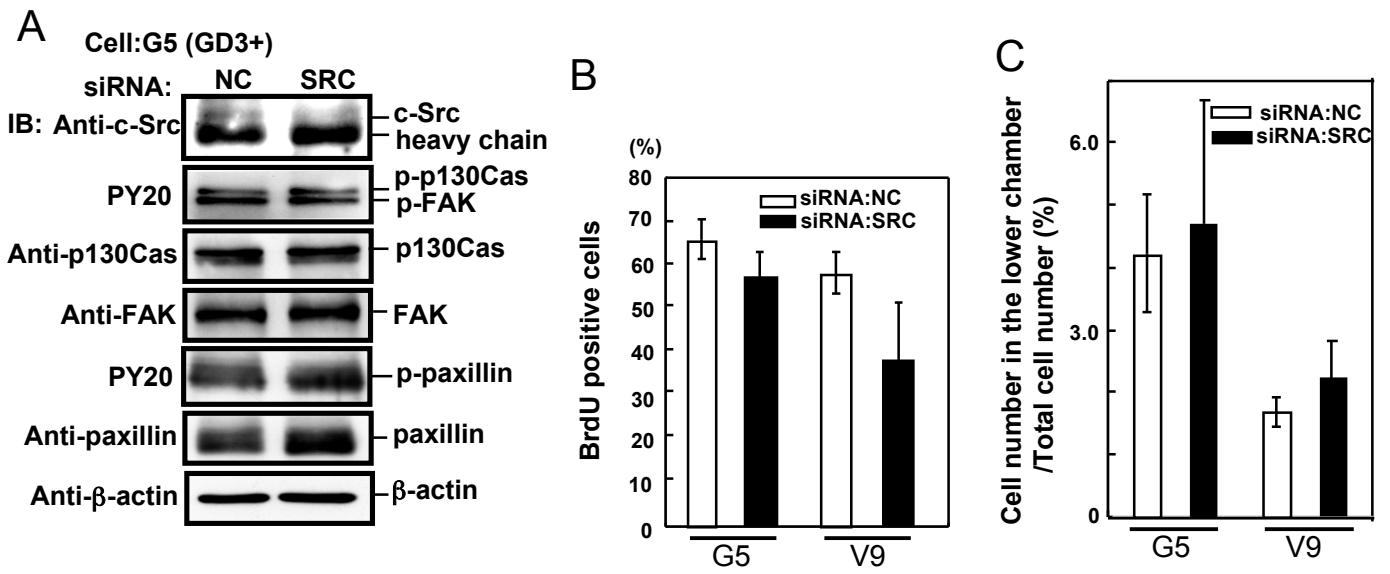 A
Cell:G5 (GD3+)
siRNA: NC SRC
IB: Anti-c-Src
c-Src
heavy chain
PY20
p-p130Cas
p-FAK
Anti-p130Cas
p130Cas
Anti-FAK
FAK
PY20
p-paxillin
Anti-paxillin
paxillin
Anti-β-actin
β-actin
B
(%)
BrdU positive cells
80
70
60
50
40
30
20
10
0
siRNA:NC
siRNA:SRC
G5
V9
C
Cell number in the lower chamber
/Total cell number (%)
6.0
3.0
0
siRNA:NC
siRNA:SRC
G5
V9